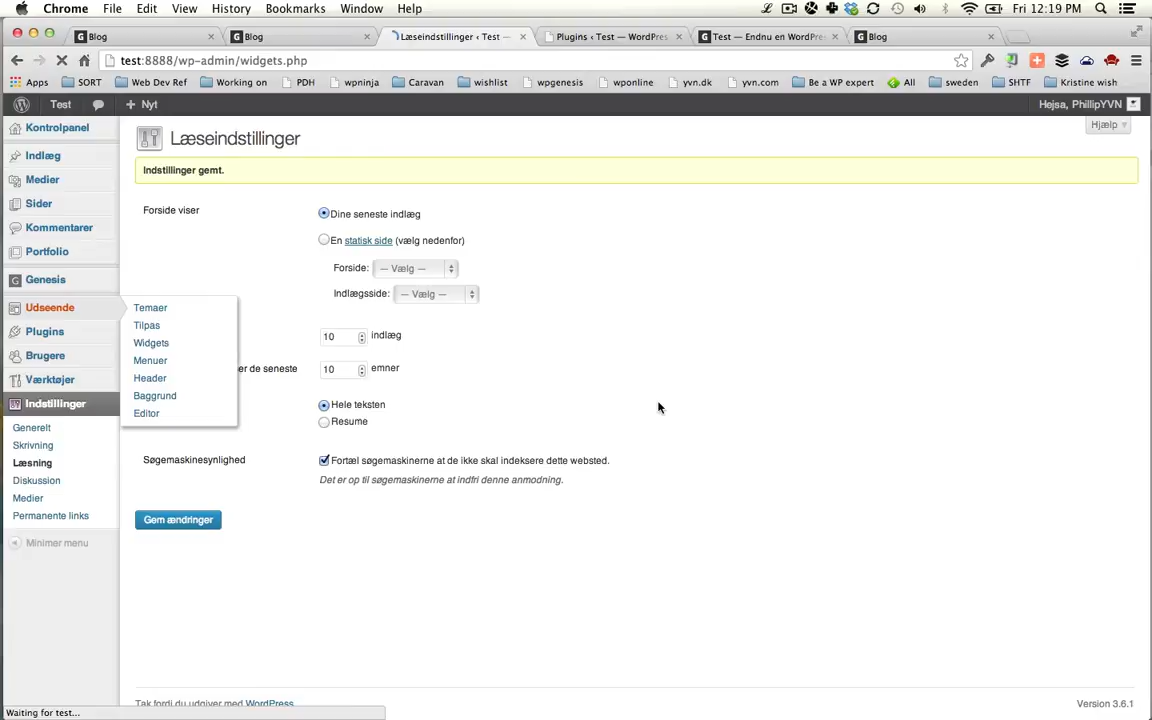 Chrome File Edit View History Bookmarks Window Help Fri 12:19 PM
Blog Blog Læseindstillinger ‹ Test — Plugins ‹ Test — WordPres Test — Endnu en WordPre Blog
test:8888/wp-admin/widgets.php
Apps SORT Web Dev Ref Working on PDH wpninja Caravan wishlist wpgenesis wponline yvn.dk yvn.com Be a WP expert All sweden SHTF Kristine wish
Test + Nyt Hejsa, PhillipYVN
Hjælp
Kontrolpanel
Indlæg
Medier
Sider
Kommentarer
Portfolio
Genesis
Udseende
Plugins
Brugere
Værktøjer
Indstillinger
Generelt
Skrivning
Læsning
Diskussion
Medier
Permanente links
Minimer menu
Temaer
Tilpas
Widgets
Menuer
Header
Baggrund
Editor
Læseindstillinger
Indstillinger gemt.
Forside viser
Dine seneste indlæg
En statisk side (vælg nedenfor)
Forside: — Vælg —
Indlægsside: — Vælg —
10 indlæg
er de seneste 10 emner
Hele teksten
Resume
Søgemaskinesynlighed Fortæl søgemaskinerne at de ikke skal indeksere dette websted.
Det er op til søgemaskinerne at indfri denne anmodning.
Gem ændringer
Tak fordi du udgiver med WordPress. Version 3.6.1
Waiting for test...